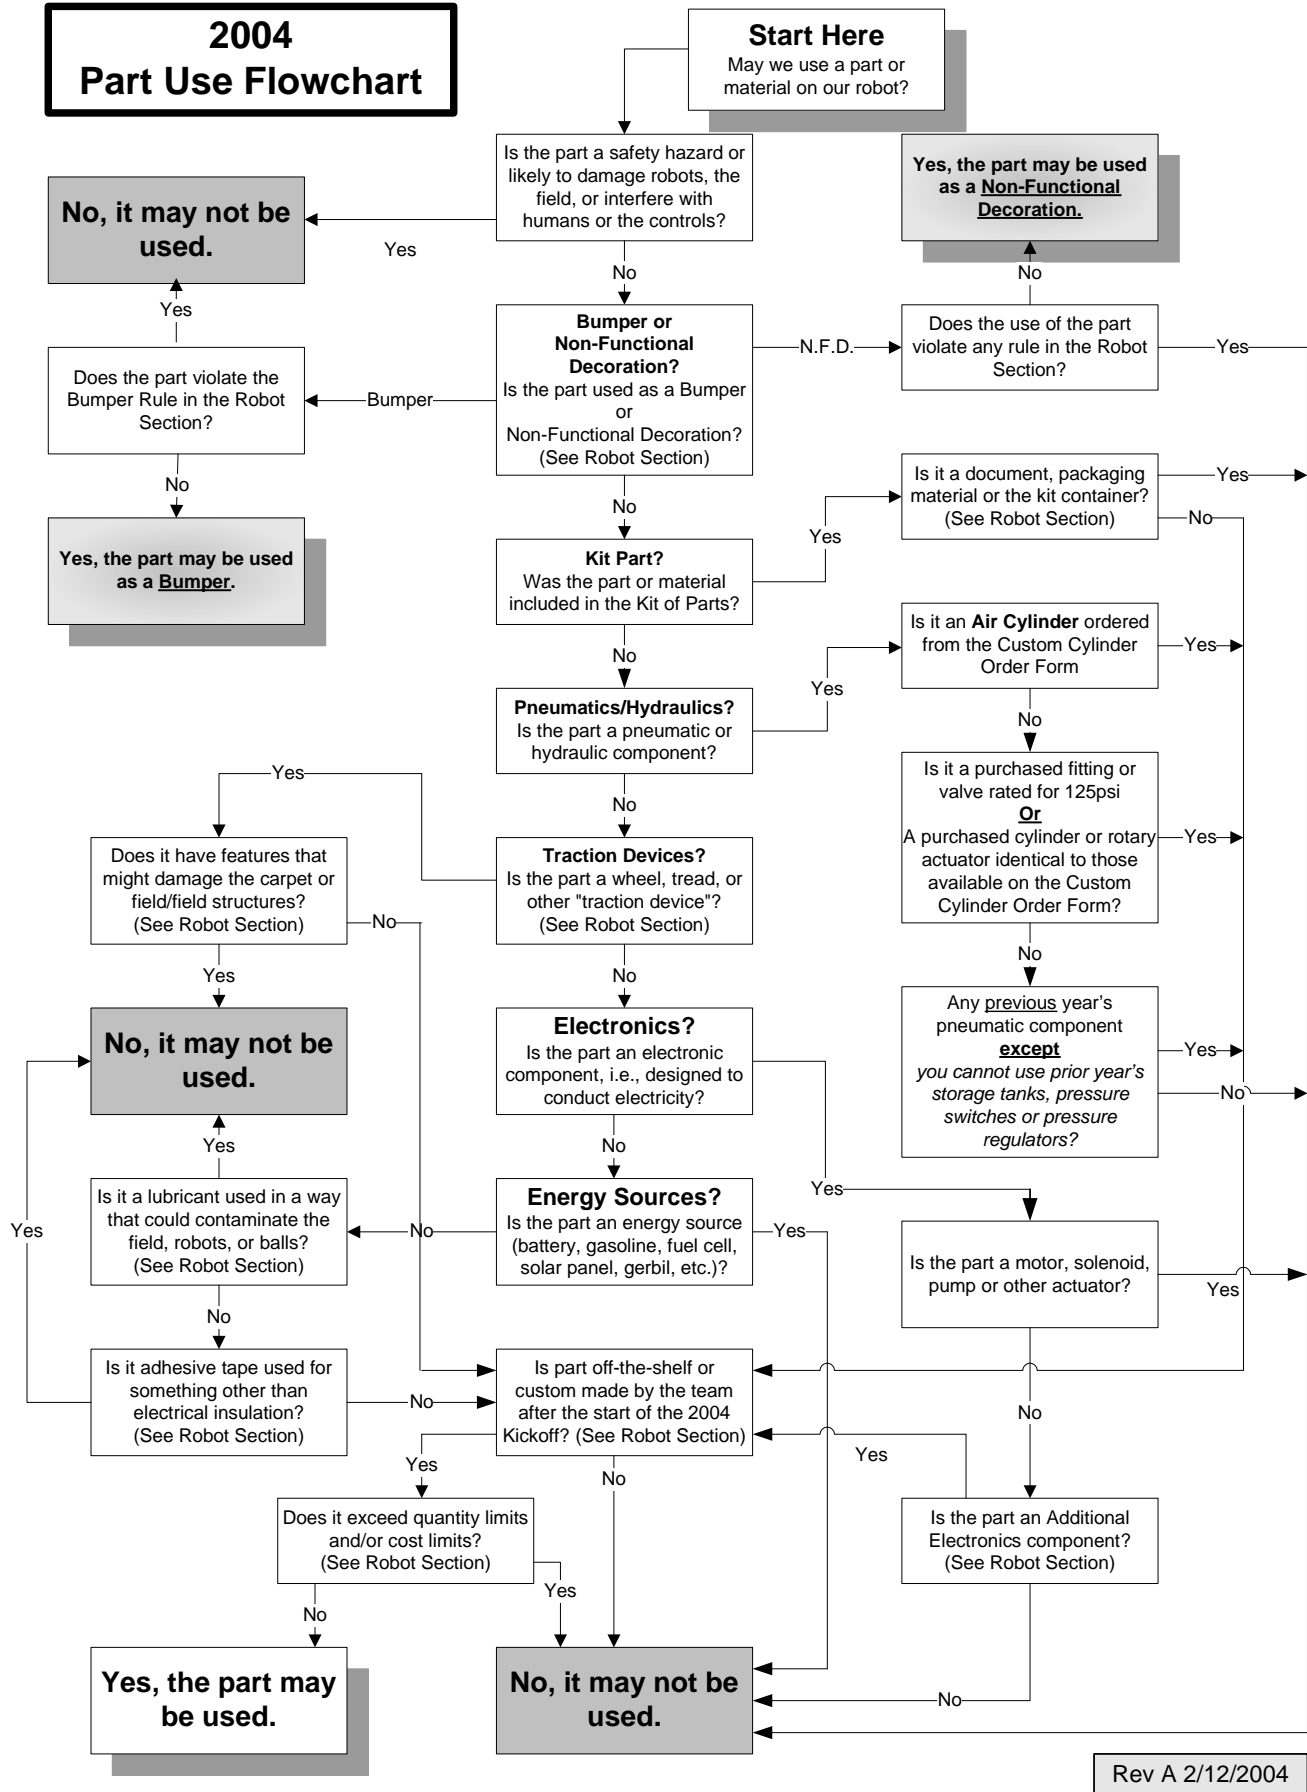 2004
Part Use Flowchart
Start Here
May we use a part or
material on our robot?
Is the part a safety hazard or
likely to damage robots, the
field, or interfere with
humans or the controls?
Yes, the part may be used
as a Non-Functional
Decoration.
No, it may not be
used.
Yes
No
No
Yes
Bumper or
Non-Functional
Decoration?
Is the part used as a Bumper
or
Non-Functional Decoration?
(See Robot Section)
N.F.D.
Does the use of the part
violate any rule in the Robot
Section?
Yes
Does the part violate the
Bumper Rule in the Robot
Section?
Bumper
No
No
Is it a document, packaging
material or the kit container?
(See Robot Section)
Yes
No
Yes
Yes, the part may be used
as a Bumper.
Kit Part?
Was the part or material
included in the Kit of Parts?
No
Is it an Air Cylinder ordered
from the Custom Cylinder
Order Form
Yes
Yes
Pneumatics/Hydraulics?
Is the part a pneumatic or
hydraulic component?
No
Yes
No
Is it a purchased fitting or
valve rated for 125psi
Or
A purchased cylinder or rotary
actuator identical to those
available on the Custom
Cylinder Order Form?
Yes
Does it have features that
might damage the carpet or
field/field structures?
(See Robot Section)
No
Traction Devices?
Is the part a wheel, tread, or
other "traction device"?
(See Robot Section)
Yes
No
No
No, it may not be
used.
Electronics?
Is the part an electronic
component, i.e., designed to
conduct electricity?
Any previous year's
pneumatic component
except
you cannot use prior year's
storage tanks, pressure
switches or pressure
regulators?
Yes
No
Yes
No
Yes
Yes
Is it a lubricant used in a way
that could contaminate the
field, robots, or balls?
(See Robot Section)
No
Energy Sources?
Is the part an energy source
(battery, gasoline, fuel cell,
solar panel, gerbil, etc.)?
Yes
Is the part a motor, solenoid,
pump or other actuator?
Yes
No
Is it adhesive tape used for
something other than
electrical insulation?
(See Robot Section)
No
Is part off-the-shelf or
custom made by the team
after the start of the 2004
Kickoff? (See Robot Section)
No
Yes
Yes
No
Does it exceed quantity limits
and/or cost limits?
(See Robot Section)
Is the part an Additional
Electronics component?
(See Robot Section)
Yes
No
Yes, the part may
be used.
No, it may not be
used.
No
Rev A 2/12/2004